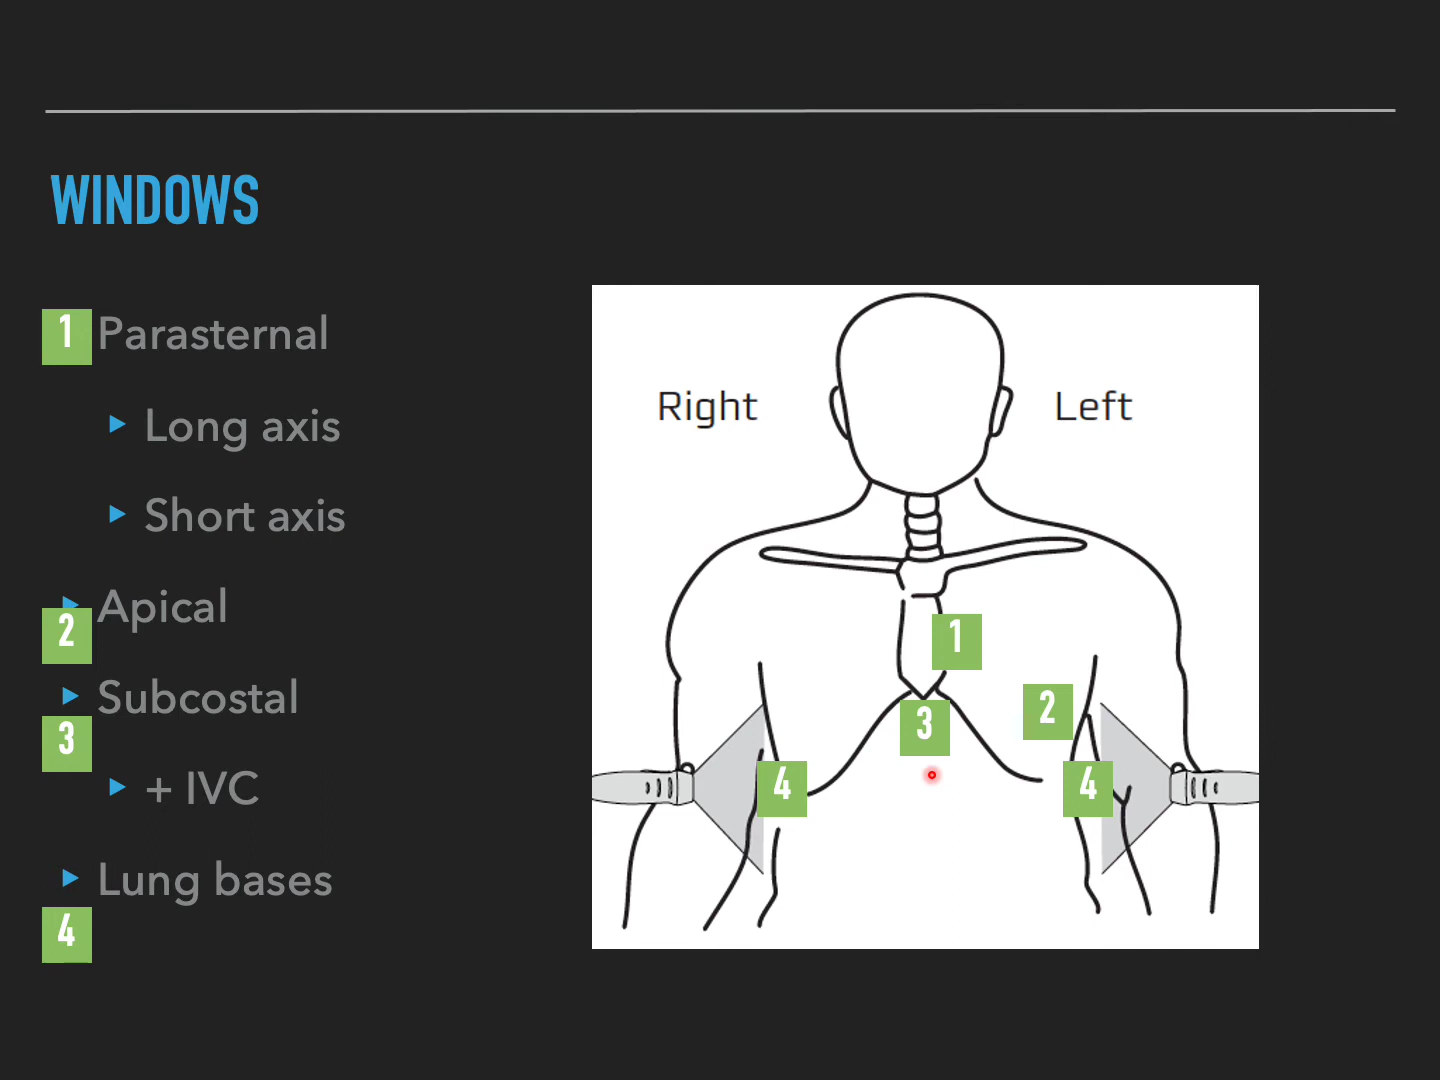 WINDOWS
1 Parasternal
Long axis
Short axis
Apical
2
Subcostal
3
+ IVC
Lung bases
4
Right Left
1
2
3
4 4